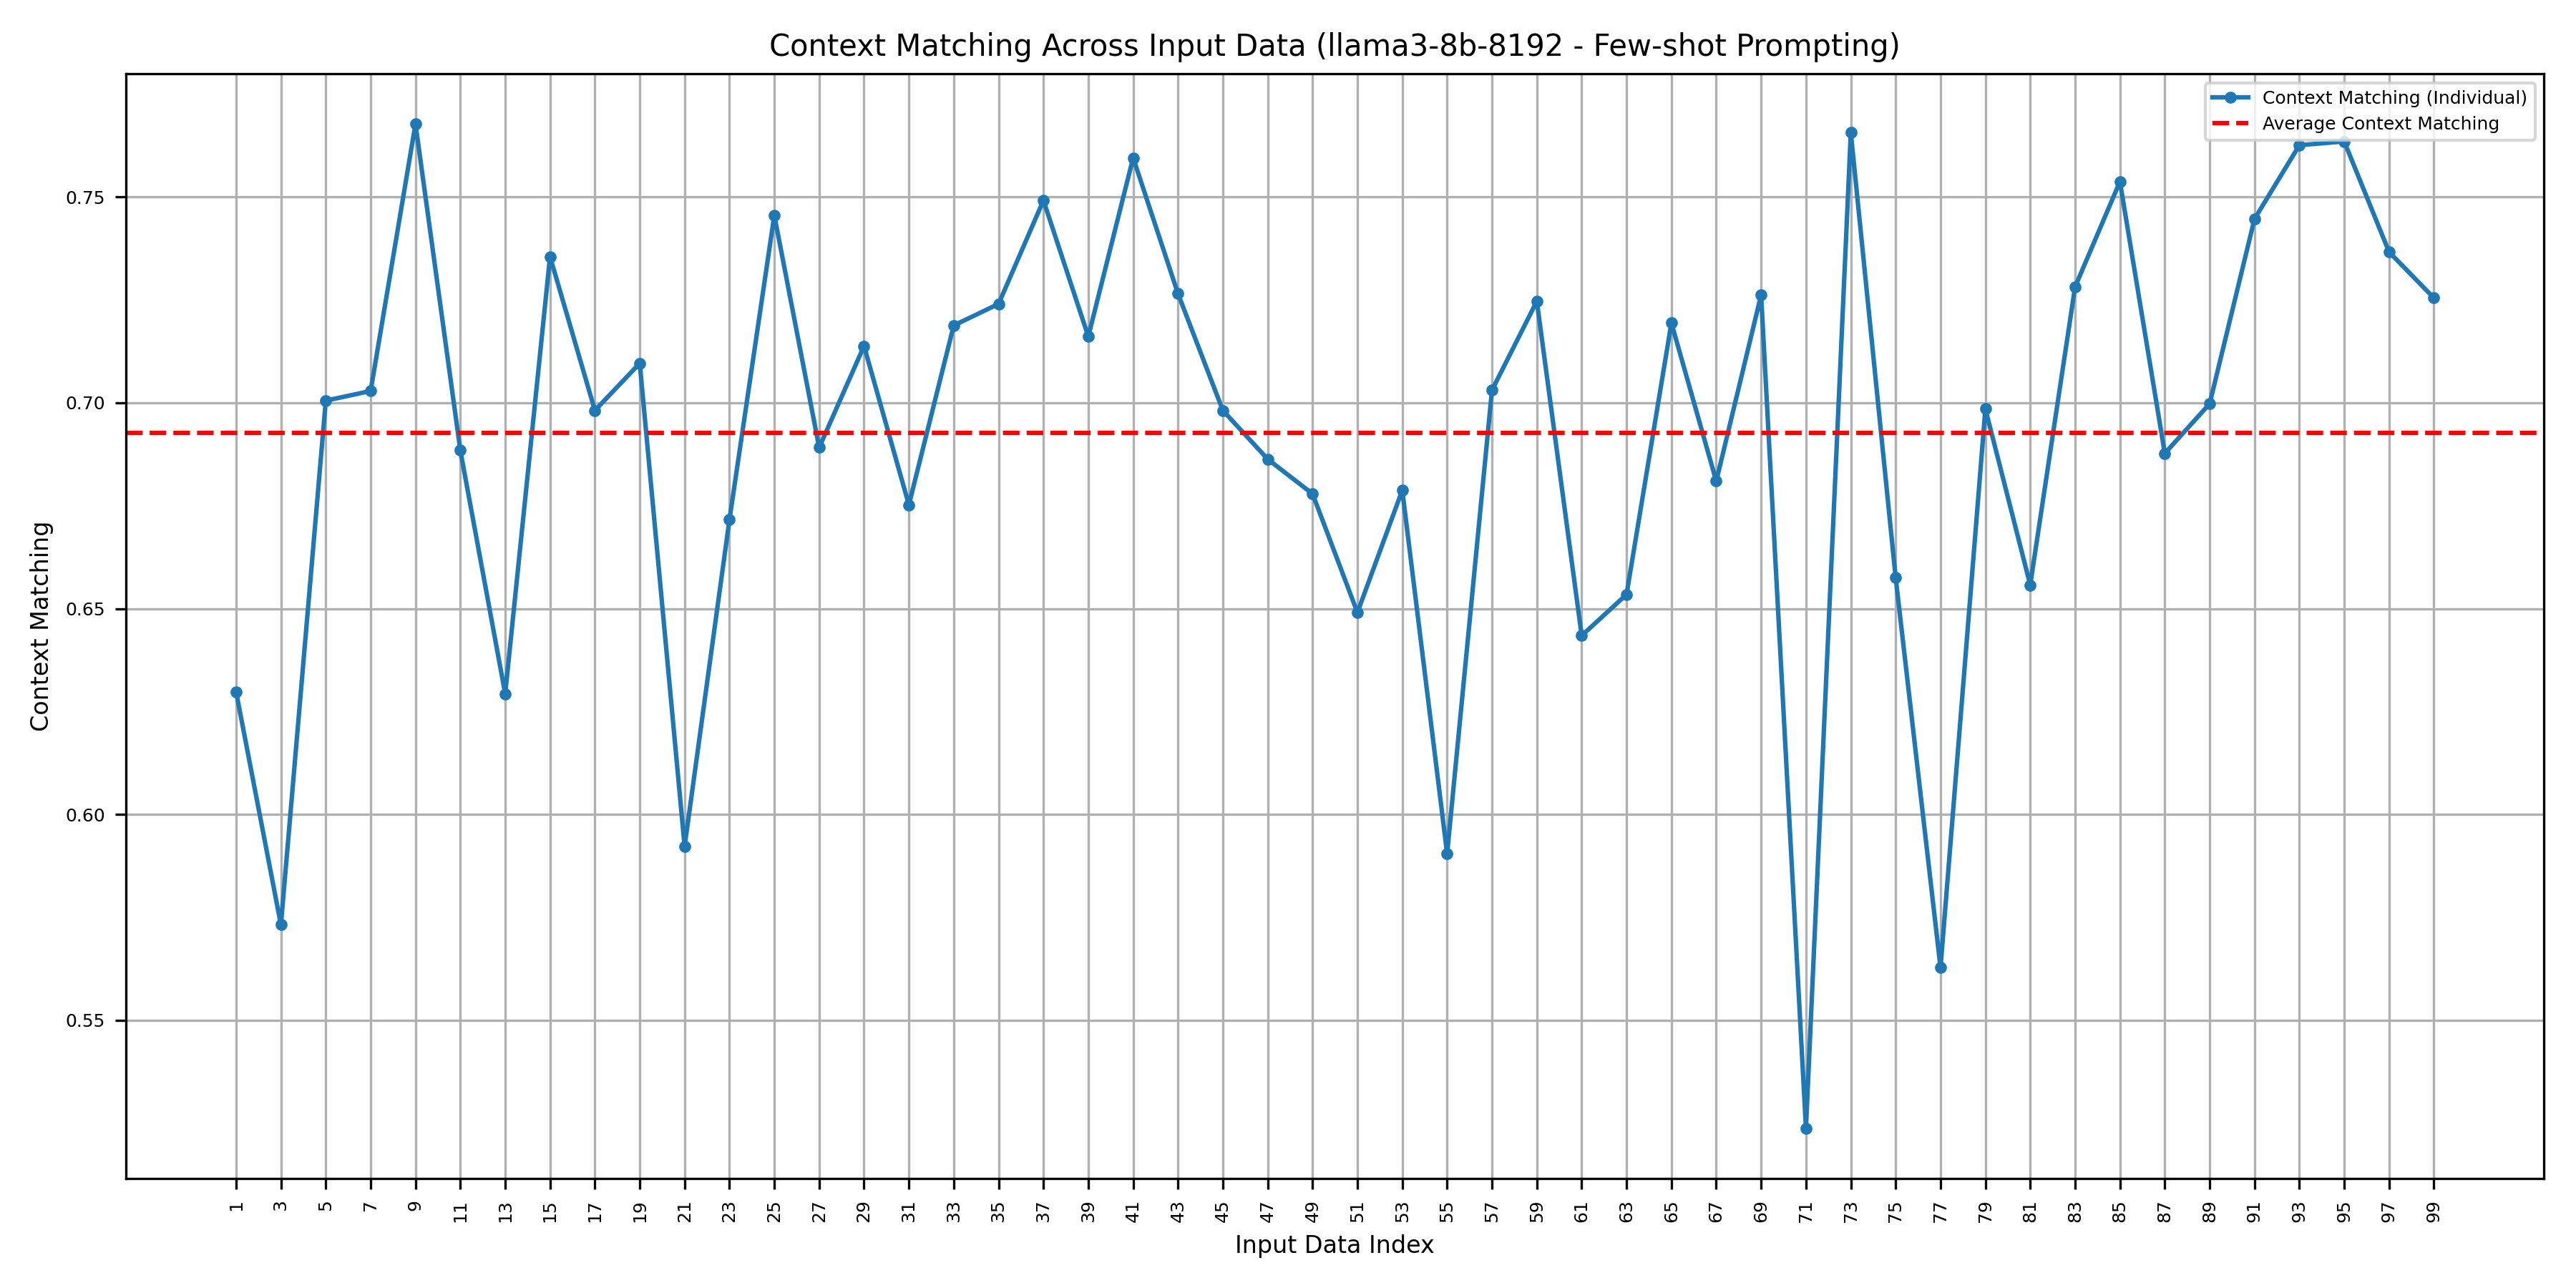 Context Matching Across Input Data (llama3-8b-8192 - Few-shot Prompting)
Context Matching (Individual)
Average Context Matching
0.75
0.70
0.65
0.60
0.55
Context Matching
1 3 5 7 9 11 13 15 17 19 21 23 25 27 29 31 33 35 37 39 41 43 45 47 49 51 53 55 57 59 61 63 65 67 69 71 73 75 77 79 81 83 85 87 89 91 93 95 97 99
Input Data Index